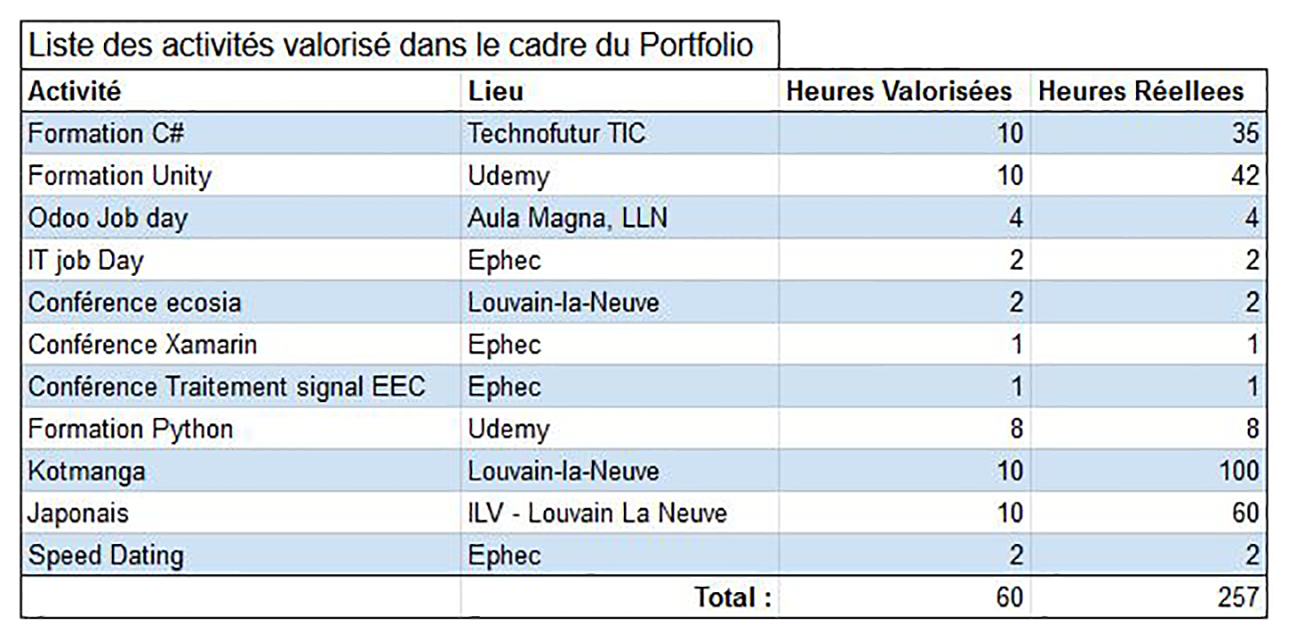 Liste des activités valorisé dans le cadre du Portfolio
Activité Lieu Heures Valorisées Heures Réellees
Formation C# Technofutur TIC 10 35
Formation Unity Udemy 10 42
Odoo Job day Aula Magna, LLN 4 4
IT job Day Ephec 2 2
Conférence ecosia Louvain-la-Neuve 2 2
Conférence Xamarin Ephec 1 1
Conférence Traitement signal EEC Ephec 1 1
Formation Python Udemy 8 8
Kotmanga Louvain-la-Neuve 10 100
Japonais ILV - Louvain La Neuve 10 60
Speed Dating Ephec 2 2
Total : 60 257